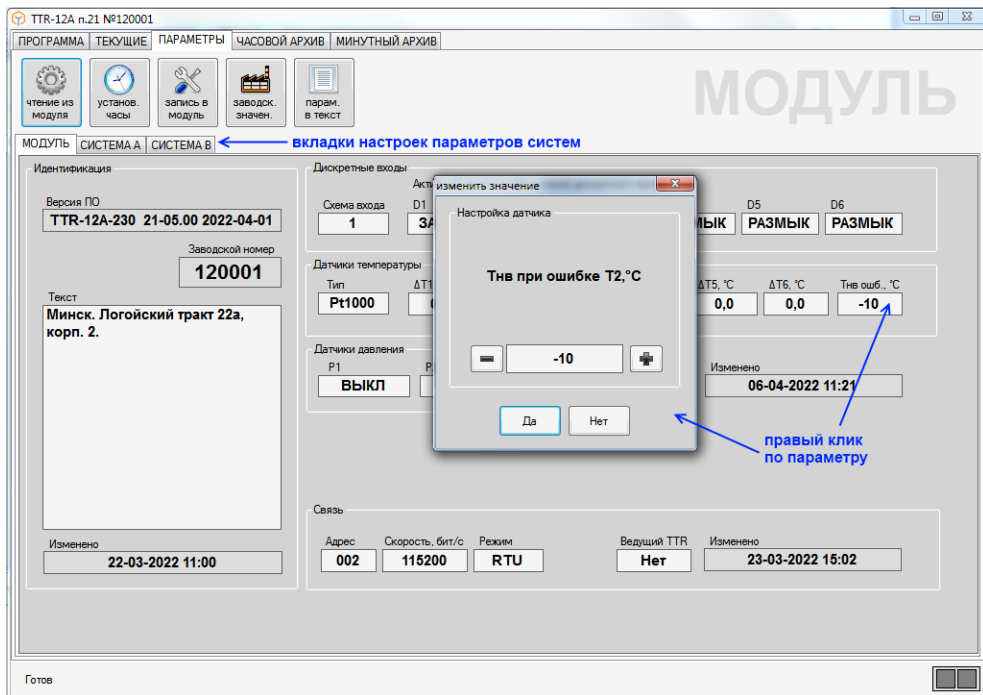 TTR-12A п.21 №120001
ПРОГРАММА ТЕКУЩИЕ ПАРАМЕТРЫ ЧАСОВОЙ АРХИВ МИНУТНЫЙ АРХИВ
чтение из модуля
установ. часы
запись в модуль
заводск. значен.
парам. в текст
МОДУЛЬ
МОДУЛЬ СИСТЕМА A СИСТЕМА B
вкладки настроек параметров систем
Идентификация
Версия ПО
TTR-12A-230 21-05.00 2022-04-01
Заводской номер
120001
Текст
Минск. Логойский тракт 22а,
корп. 2.
Изменено
22-03-2022 11:00
Дискретные входы
Схема входа D1 D5 D6
1 РАЗМЫК РАЗМЫК
Датчики температуры
Тип ΔT5, °C ΔT6, °C Тнв ошб., °C
Pt1000 0,0 0,0 -10
Датчики давления
P1
ВЫКЛ
Изменено
06-04-2022 11:21
изменить значение
Настройка датчика
Тнв при ошибке T2,°C
-10
Да Нет
правый клик
по параметру
Связь
Адрес Скорость, бит/с Режим Ведущий TTR Изменено
002 115200 RTU Нет 23-03-2022 15:02
Готов